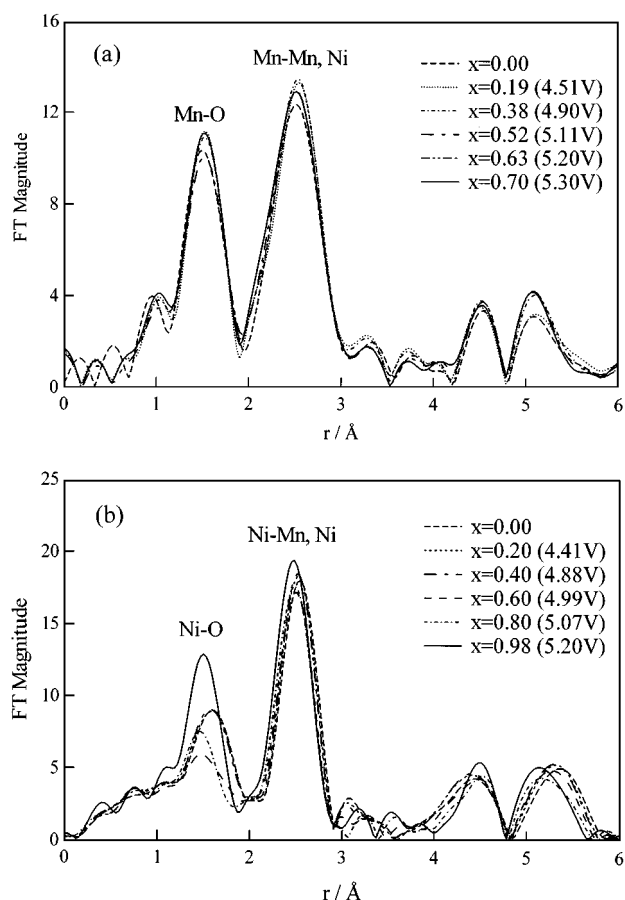 16
(a)
Mn-Mn, Ni
x=0.00
x=0.19 (4.51V)
12
Mn-O
x=0.38 (4.90V)
x=0.52 (5.11V)
x=0.63 (5.20V)
x=0.70 (5.30V)
FT Magnitude
8
4
0
0 1 2 3 4 5 6
r / Å
25
(b)
x=0.00
Ni-Mn, Ni
x=0.20 (4.41V)
20
x=0.40 (4.88V)
x=0.60 (4.99V)
Ni-O
x=0.80 (5.07V)
15
x=0.98 (5.20V)
FT Magnitude
10
5
0
0 1 2 3 4 5 6
r / Å